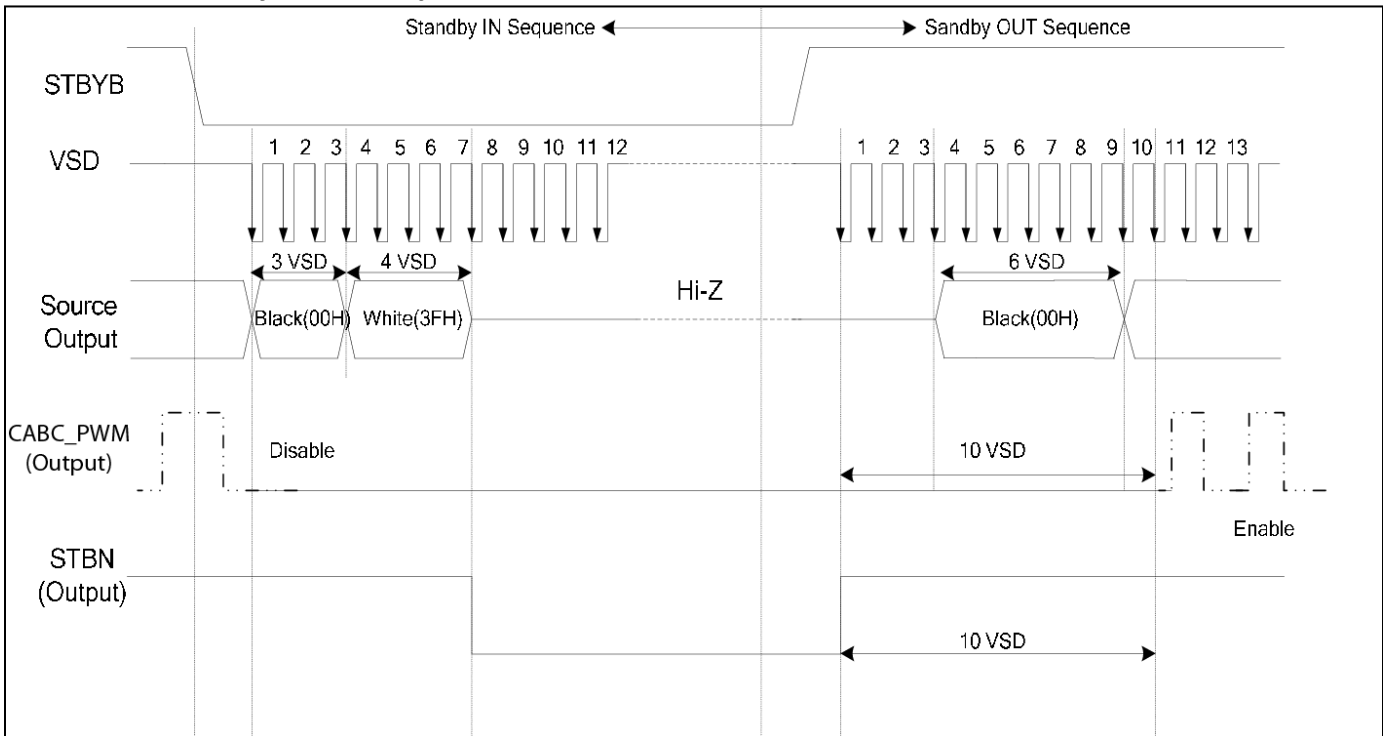 Standby IN Sequence
Sandby OUT Sequence
STBYB
VSD
1 2 3 4 5 6 7 8 9 10 11 12
1 2 3 4 5 6 7 8 9 10 11 12 13
3 VSD
4 VSD
6 VSD
Source
Output
Black(00H)
White(3FH)
Hi-Z
Black(00H)
CABC_PWM
(Output)
Disable
10 VSD
Enable
STBN
(Output)
10 VSD